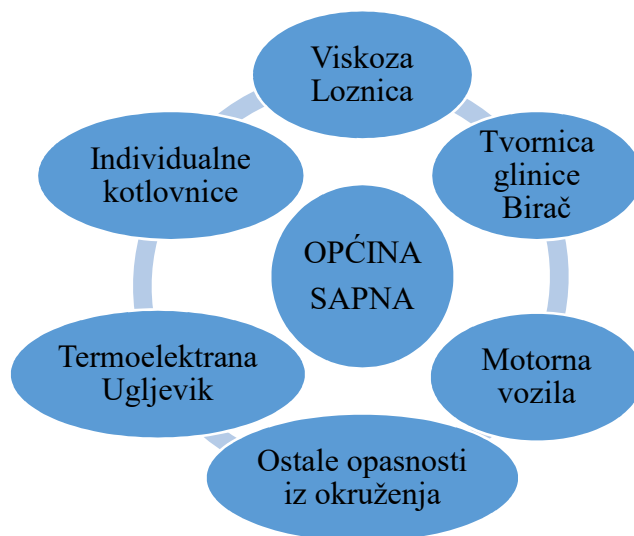 Viskoza
Loznica
Tvornica
glinice
Birač
Individualne
kotlovnice
OPĆINA
SAPNA
Termoelektrana
Ugljevik
Motorna
vozila
Ostale opasnosti
iz okruženja